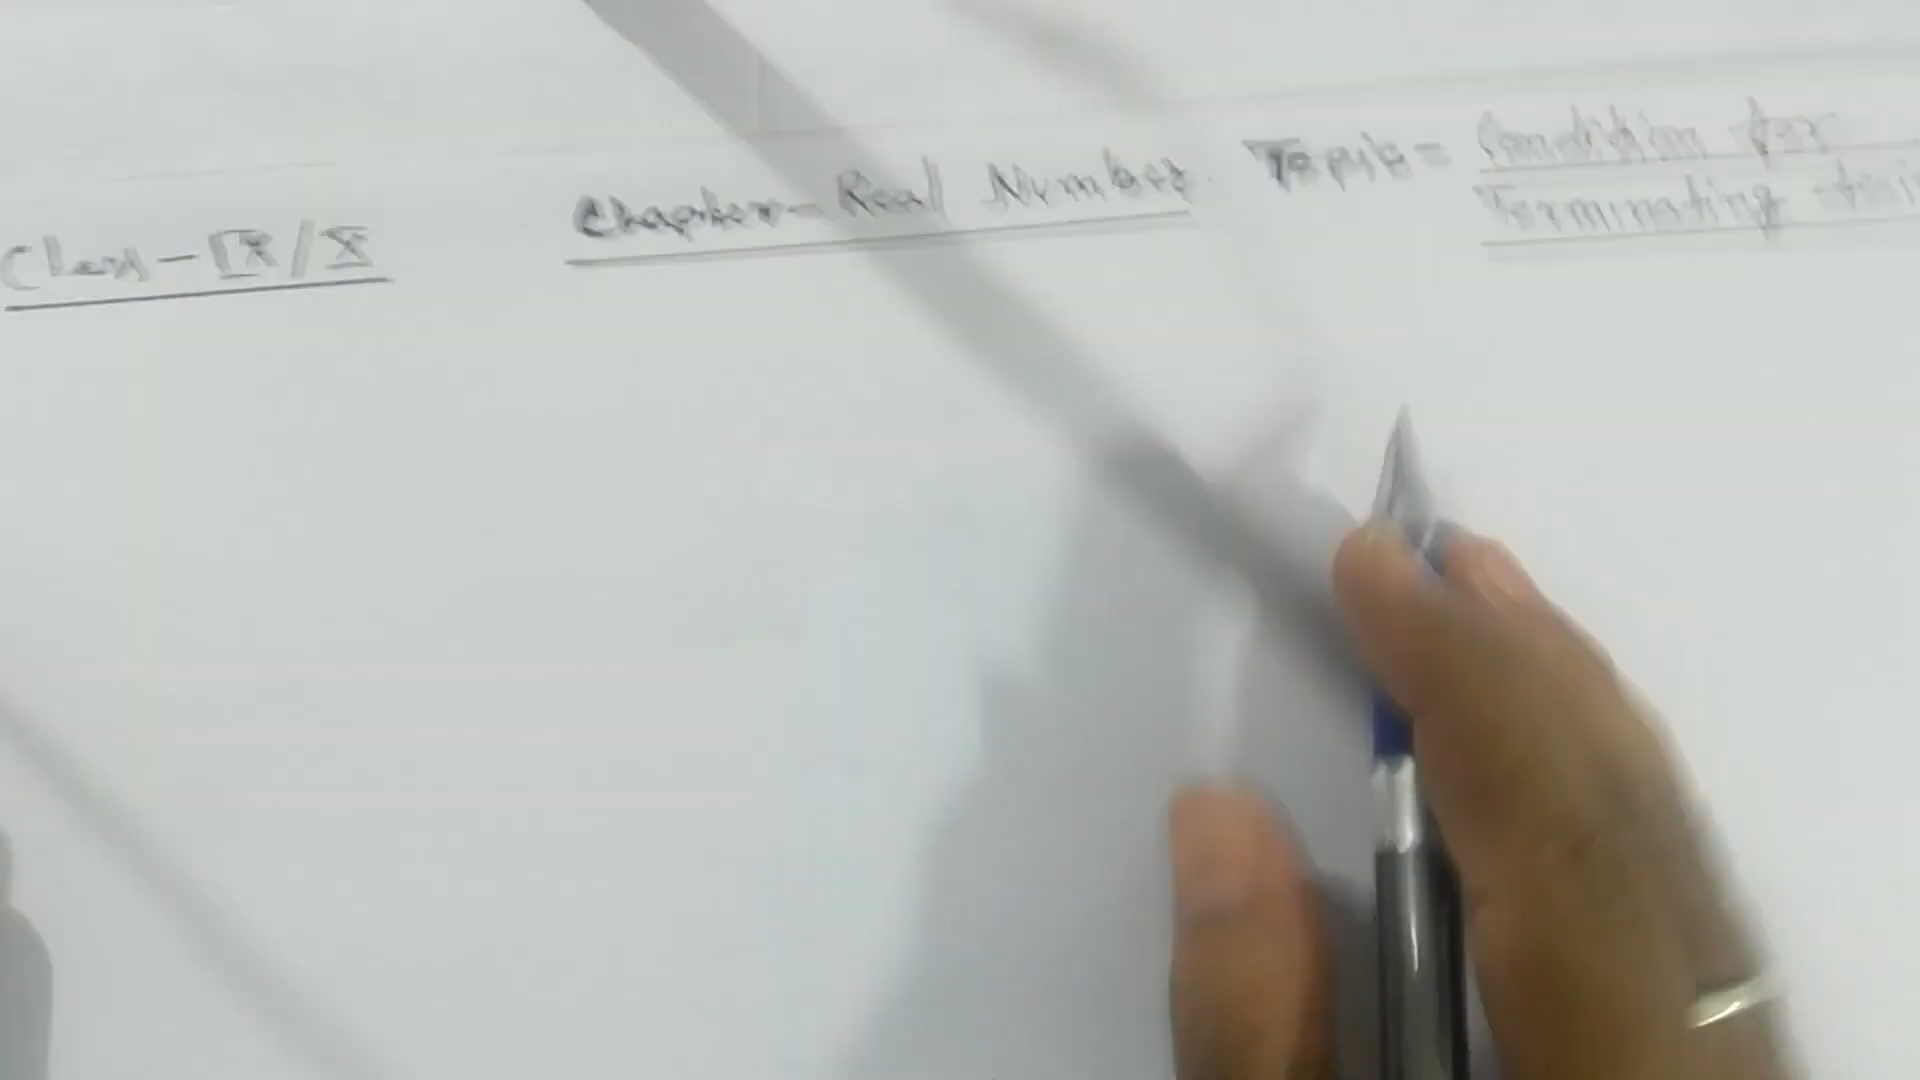 Class - IX / X
Chapter - Real Number
Topic = Condition for
Terminating